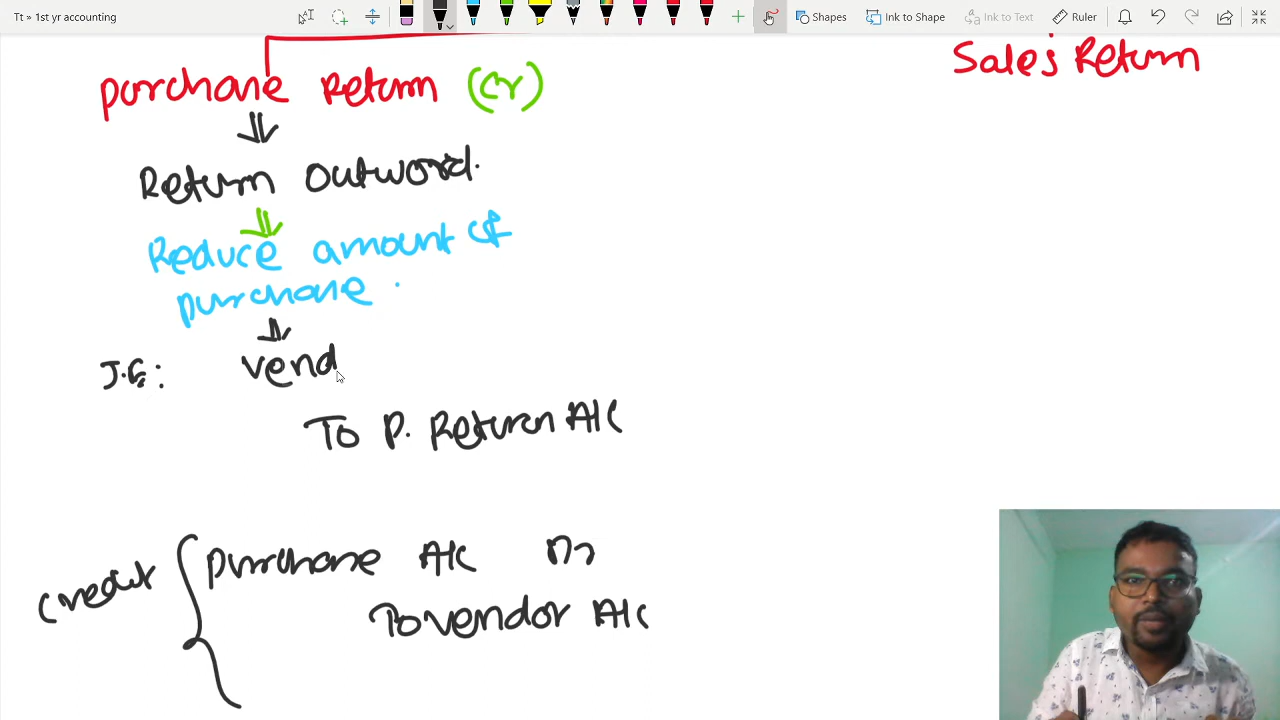 Tt » 1st yr accounting
Shapes
Ink to Shape
Ink to Text
Ruler
Sales Return
purchase Return (cr)
Return Outword.
Reduce amount of
purchase.
J.E: Vend
To P. Return A/c
credit
purchase A/c Dr
To vendor A/c